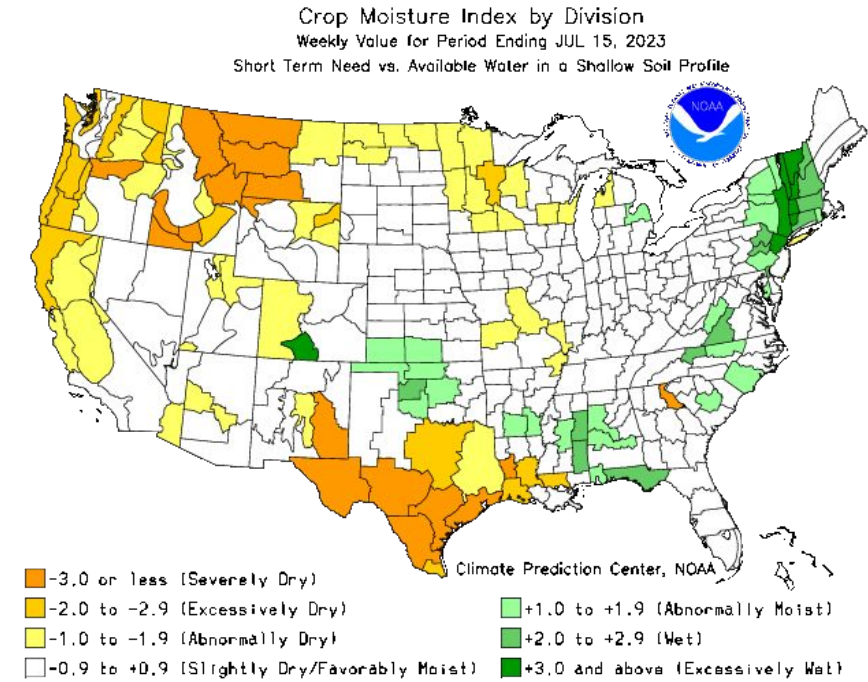 Crop Moisture Index by Division
Weekly Value for Period Ending JUL 15, 2023
Short Term Need vs. Available Water in a Shallow Soil Profile
NOAA
Climate Prediction Center, NOAA
-3.0 or less (Severely Dry)
-2.0 to -2.9 (Excessively Dry)
-1.0 to -1.9 (Abnormally Dry)
-0.9 to +0.9 (Slightly Dry/Favorably Moist)
+1.0 to +1.9 (Abnormally Moist)
+2.0 to +2.9 (Wet)
+3.0 and above (Excessively Wet)